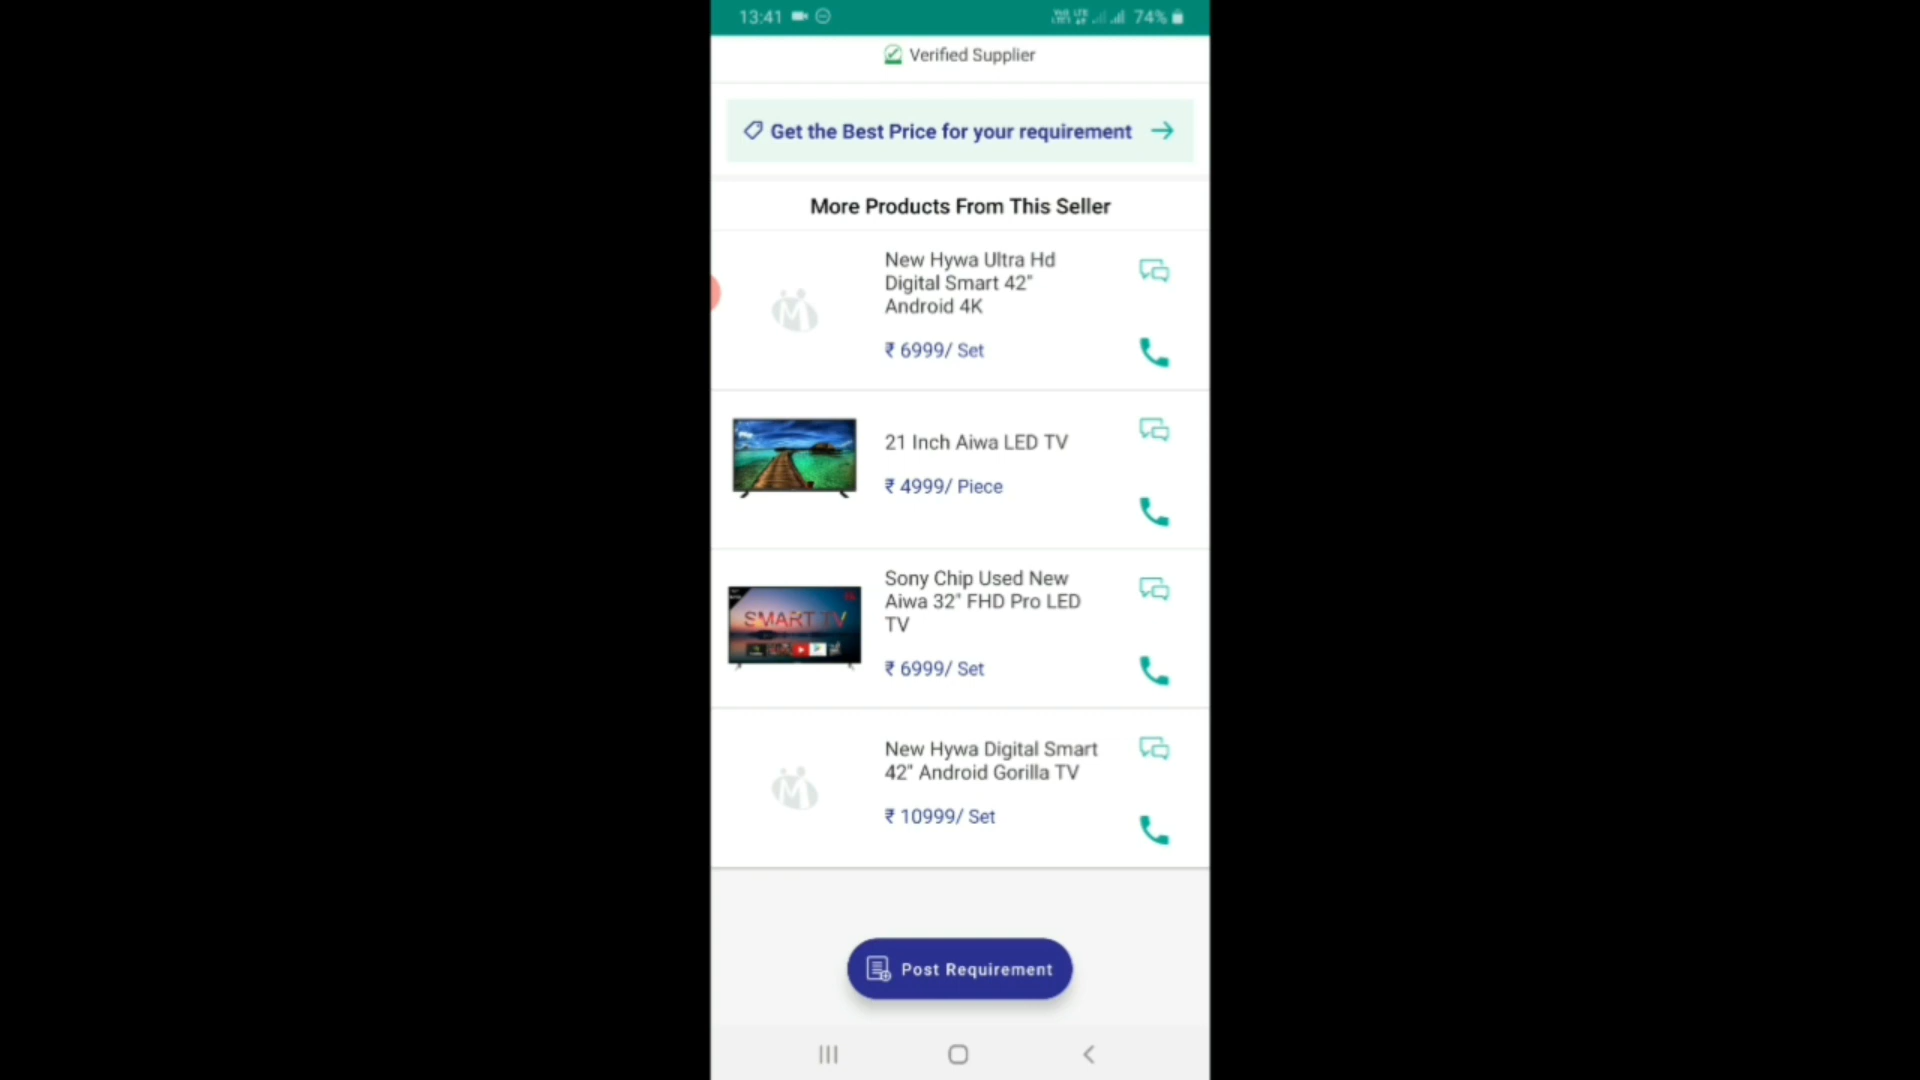 13:41 74%
Verified Supplier
Get the Best Price for your requirement
More Products From This Seller
New Hywa Ultra Hd
Digital Smart 42"
Android 4K
₹ 6999/ Set
21 Inch Aiwa LED TV
₹ 4999/ Piece
Sony Chip Used New
Aiwa 32" FHD Pro LED
TV
₹ 6999/ Set
SMART TV
New Hywa Digital Smart
42" Android Gorilla TV
₹ 10999/ Set
Post Requirement